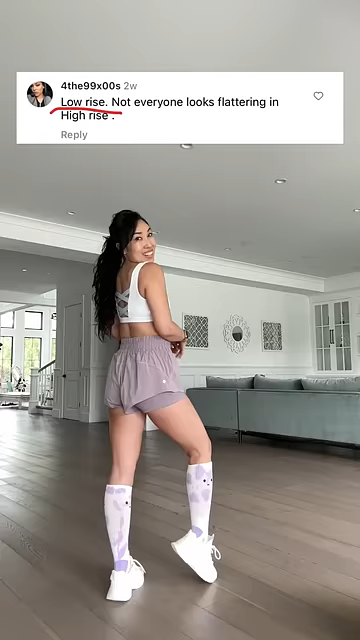 4the99x00s 2w
Low rise. Not everyone looks flattering in
High rise .
Reply